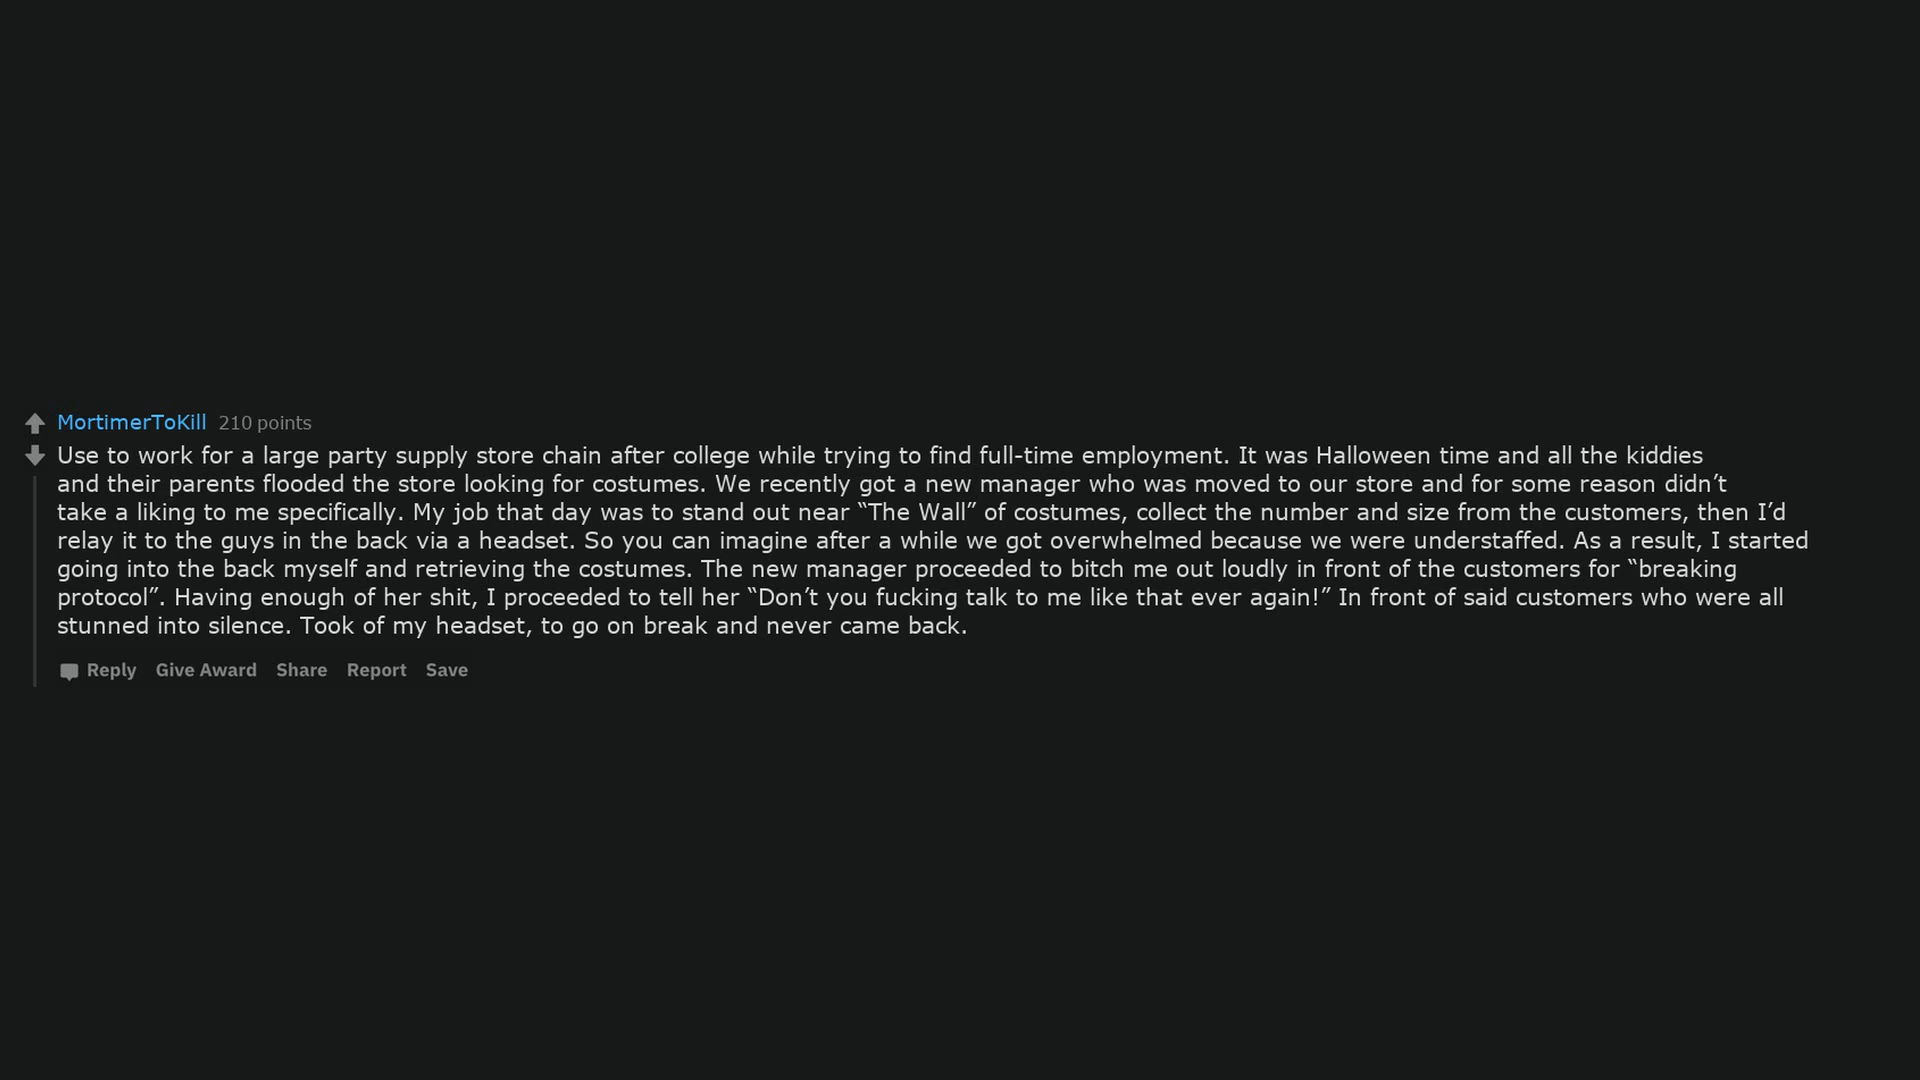 MortimerToKill 210 points
Use to work for a large party supply store chain after college while trying to find full-time employment. It was Halloween time and all the kiddies
and their parents flooded the store looking for costumes. We recently got a new manager who was moved to our store and for some reason didn’t
take a liking to me specifically. My job that day was to stand out near “The Wall” of costumes, collect the number and size from the customers, then I’d
relay it to the guys in the back via a headset. So you can imagine after a while we got overwhelmed because we were understaffed. As a result, I started
going into the back myself and retrieving the costumes. The new manager proceeded to bitch me out loudly in front of the customers for “breaking
protocol”. Having enough of her shit, I proceeded to tell her “Don’t you fucking talk to me like that ever again!” In front of said customers who were all
stunned into silence. Took of my headset, to go on break and never came back.
Reply Give Award Share Report Save